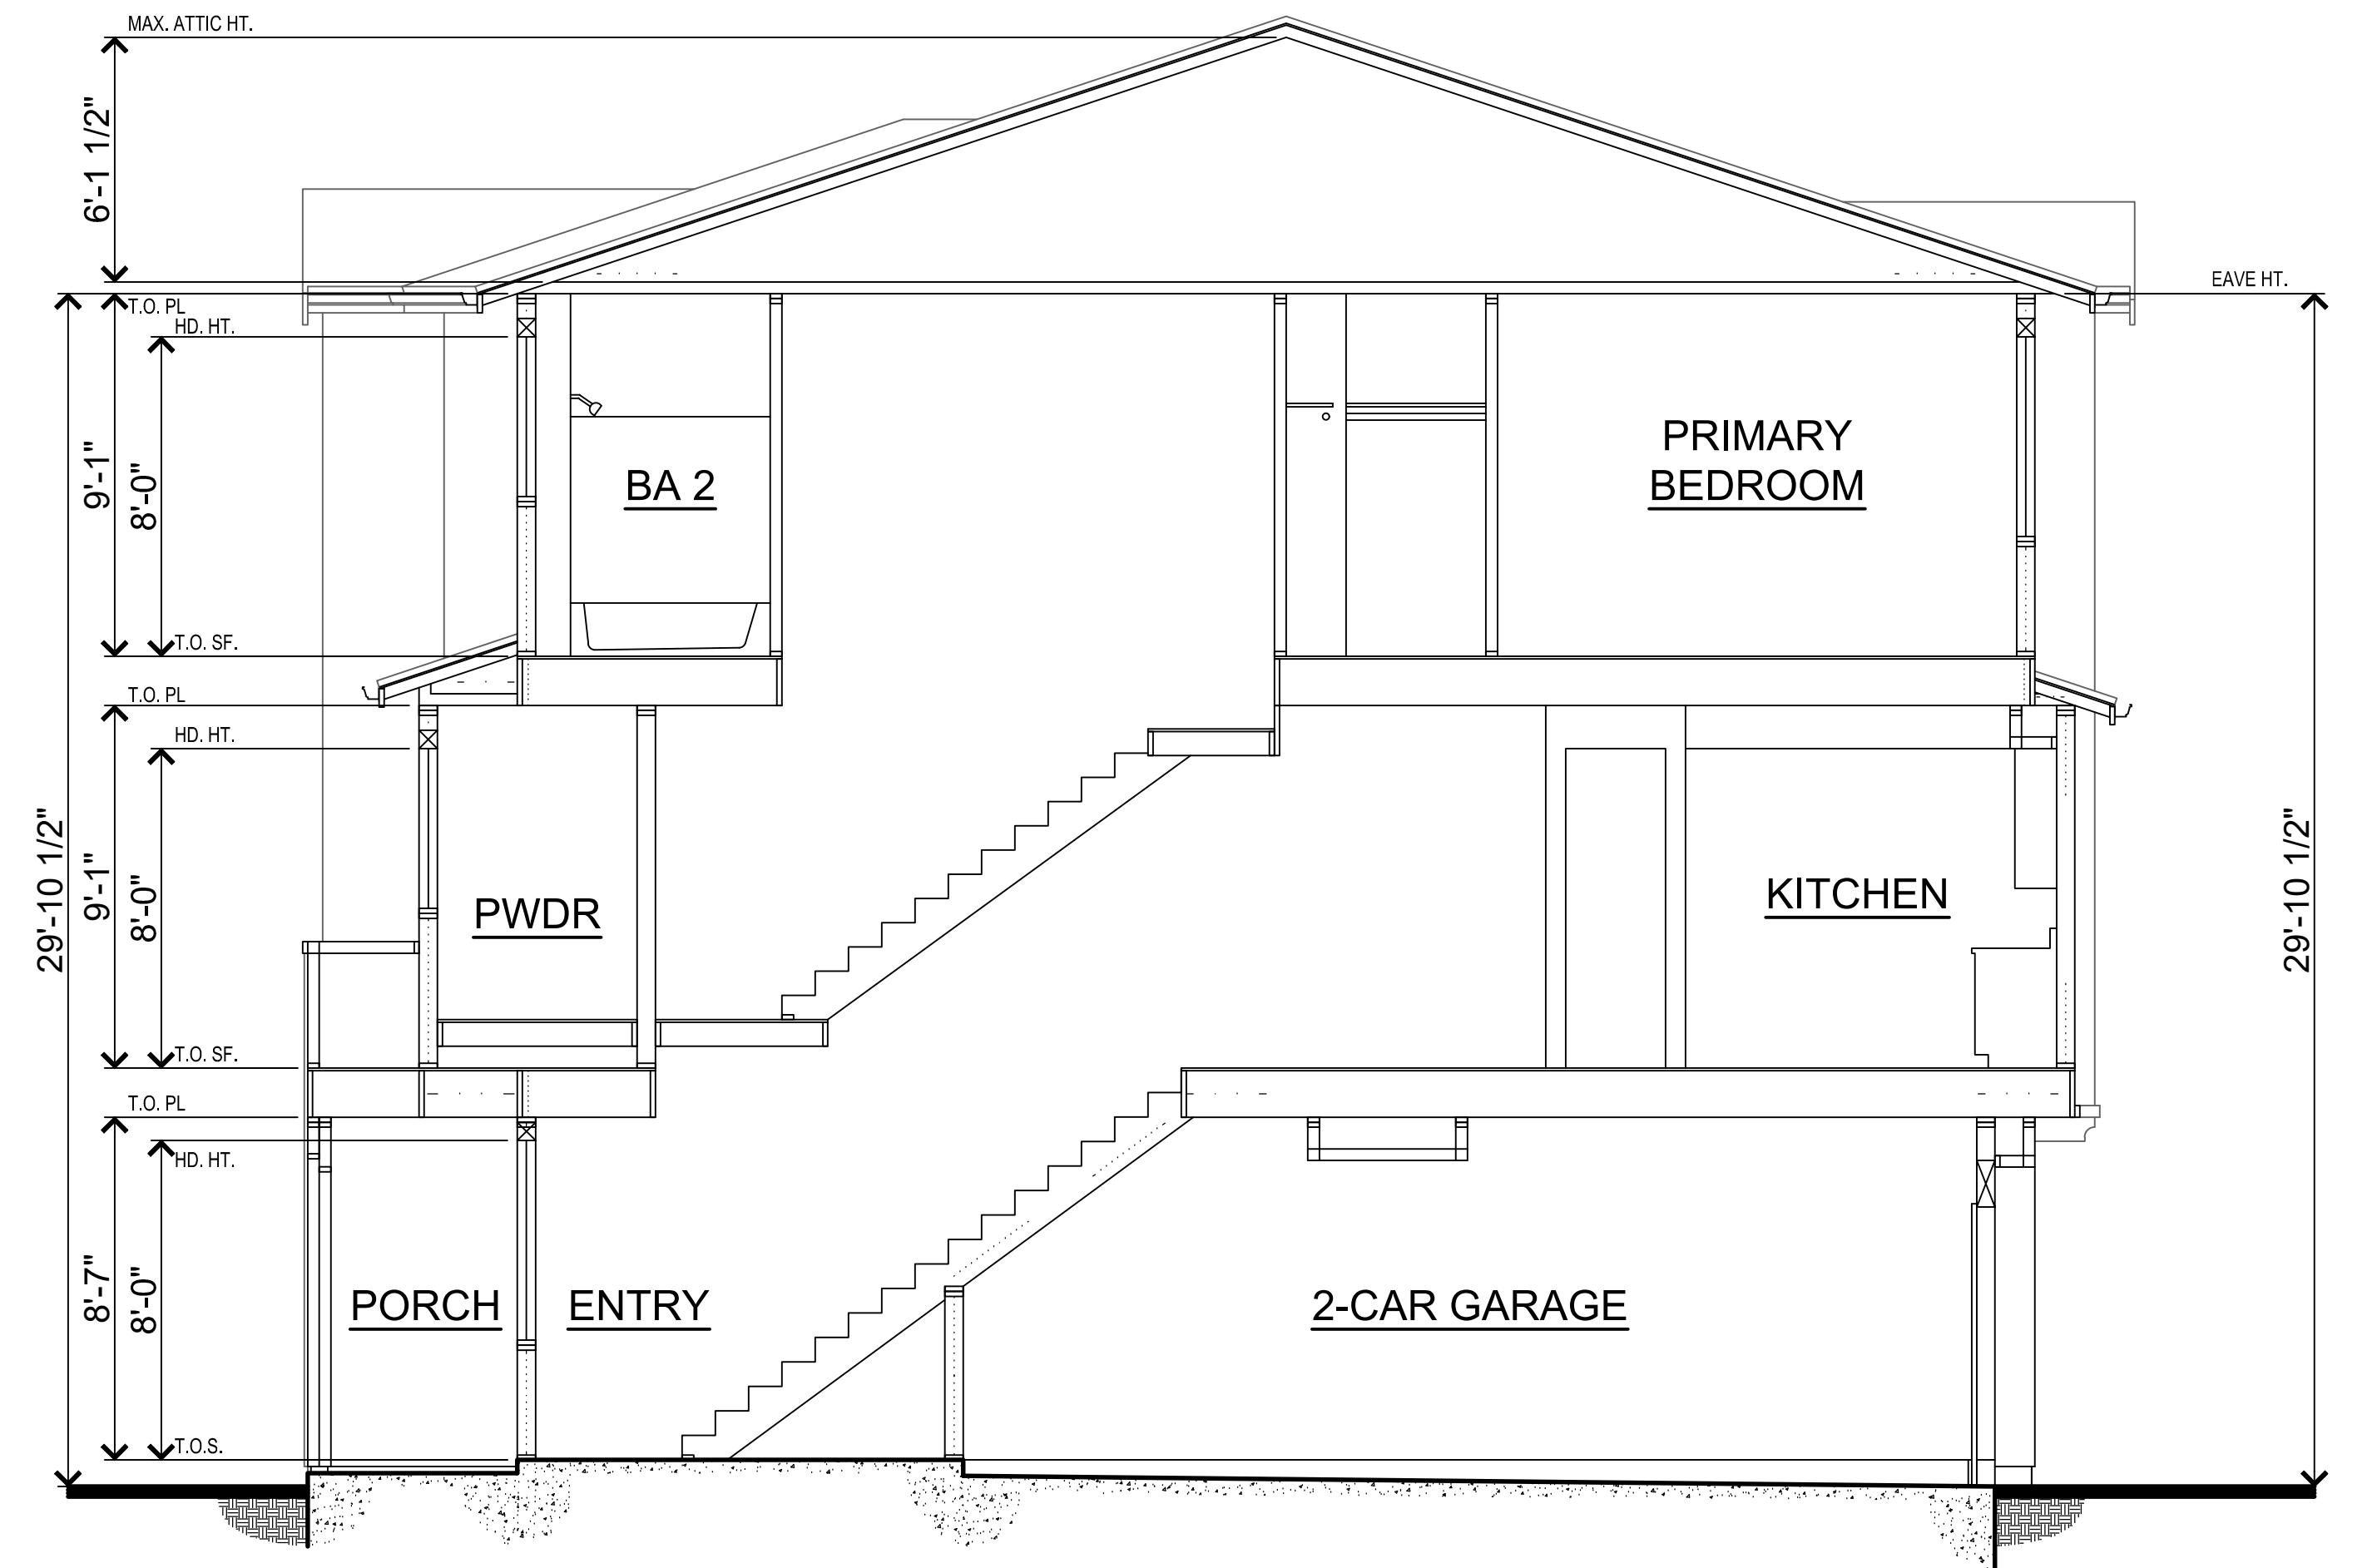 MAX. ATTIC HT.
6'-1 1/2"
EAVE HT.
T.O. PL
HD. HT.
9'-1"
8'-0"
PRIMARY
BEDROOM
BA 2
T.O. SF.
T.O. PL
HD. HT.
29'-10 1/2"
9'-1"
8'-0"
PWDR
KITCHEN
29'-10 1/2"
T.O. SF.
T.O. PL
HD. HT.
8'-7"
8'-0"
PORCH
ENTRY
2-CAR GARAGE
T.O.S.